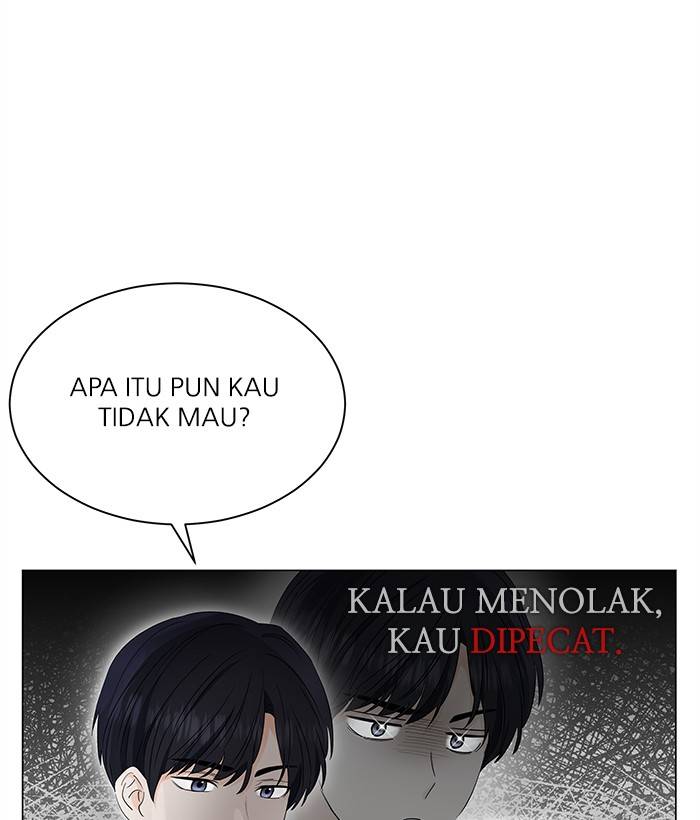 APA ITU PUN KAU
TIDAK MAU?
KALAU MENOLAK,
KAU DIPECAT.